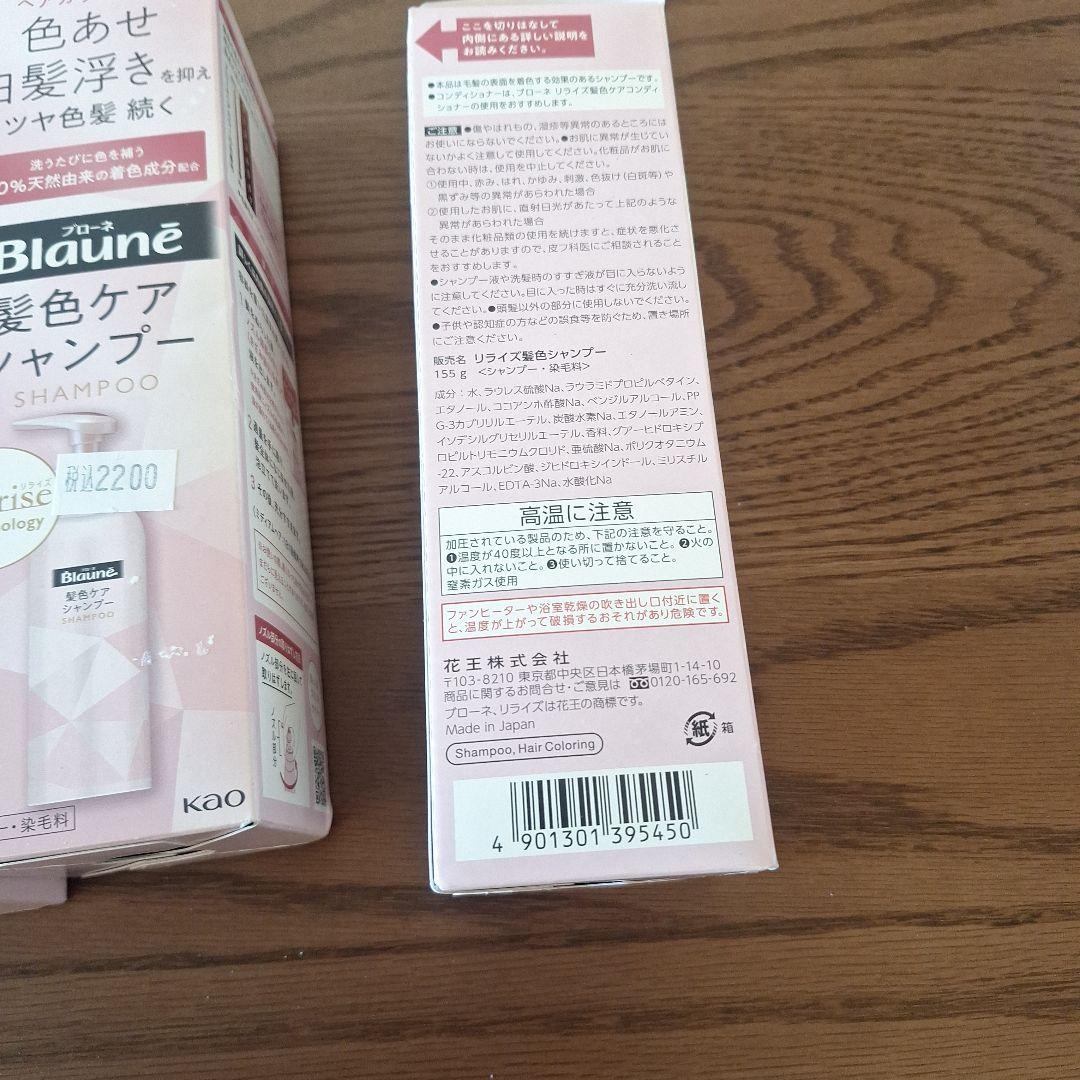 色あせ
白髪浮きを抑え
ツヤ色髪 続く
洗うたびに色を補う
0%天然由来の着色成分配合
ブローネ
Blauné
髪色ケア
シャンプー
SHAMPOO
税込2200
リライズ
rise
nology
ブローネ
Blauné
髪色ケア
シャンプー
SHAMPOO
Kao
ー・染毛料
ノズル部分を左に回して
取りはずします。
ノズル部分
ここを切りはなして
内側にある詳しい説明を
お読みください。
●本品は毛髪の表面を着色する効果のあるシャンプーです。
●コンディショナーは、ブローネ リライズ髪色ケアコンディ
ショナーの使用をおすすめします。
ご注意 ●傷やはれもの、湿疹等異常のあるところには
お使いにならないでください。●お肌に異常が生じてい
ないかよく注意して使用してください。化粧品がお肌に
合わない時は、使用を中止してください。
①使用中、赤み、はれ、かゆみ、刺激、色抜け(白斑等)や
黒ずみ等の異常があらわれた場合
②使用したお肌に、直射日光があたって上記のような
異常があらわれた場合
そのまま化粧品類の使用を続けますと、症状を悪化さ
せることがありますので、皮フ科医にご相談されること
をおすすめします。
●シャンプー液や洗髪時のすすぎ液が目に入らないよう
に注意してください。目に入った時はすぐに充分洗い流し
てください。●頭髪以外の部分に使用しないでください。
●子供や認知症の方などの誤食等を防ぐため、置き場所
にご注意ください。
販売名 リライズ髪色シャンプー
155 g <シャンプー・染毛料>
成分:水、ラウレス硫酸Na、ラウラミドプロピルベタイン、
エタノール、ココアンホ酢酸Na、ベンジルアルコール、PP
G-3カプリリルエーテル、炭酸水素Na、エタノールアミン、
イソデシルグリセリルエーテル、香料、グアーヒドロキシプ
ロピルトリモニウムクロリド、亜硫酸Na、ポリクオタニウム
-22、アスコルビン酸、ジヒドロキシインドール、ミリスチル
アルコール、EDTA-3Na、水酸化Na
高温に注意
加圧されている製品のため、下記の注意を守ること。
❶温度が40度以上となる所に置かないこと。❷火の
中に入れないこと。❸使い切って捨てること。
窒素ガス使用
ファンヒーターや浴室乾燥の吹き出し口付近に置く
と、温度が上がって破損するおそれがあり危険です。
花王株式会社
〒103-8210 東京都中央区日本橋茅場町1-14-10
商品に関するお問合せ・ご意見は 0120-165-692
ブローネ、リライズは花王の商標です。
Made in Japan
紙 箱
Shampoo, Hair Coloring
4 901301 395450